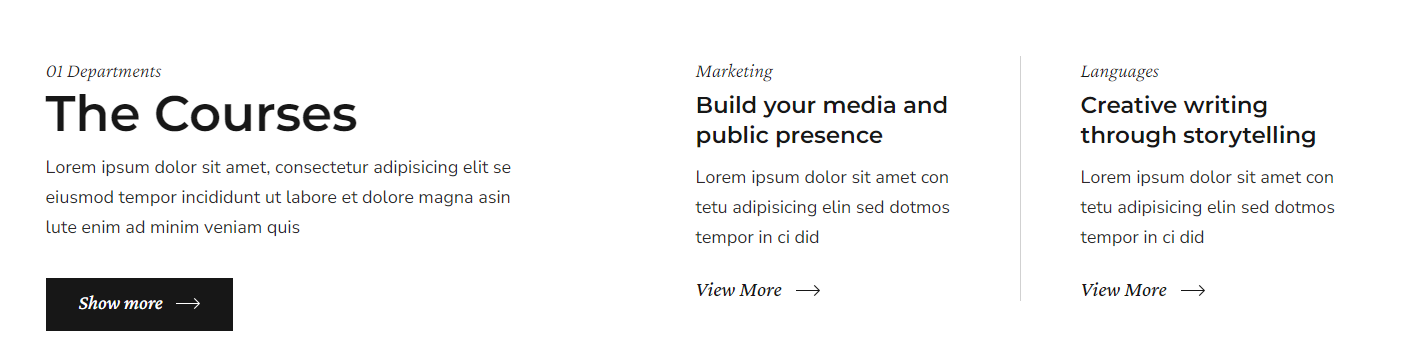 01 Departments
The Courses
Lorem ipsum dolor sit amet, consectetur adipisicing elit se
eiusmod tempor incididunt ut labore et dolore magna asin
lute enim ad minim veniam quis
Show more
Marketing
Build your media and
public presence
Lorem ipsum dolor sit amet con
tetu adipisicing elin sed dotmos
tempor in ci did
View More
Languages
Creative writing
through storytelling
Lorem ipsum dolor sit amet con
tetu adipisicing elin sed dotmos
tempor in ci did
View More